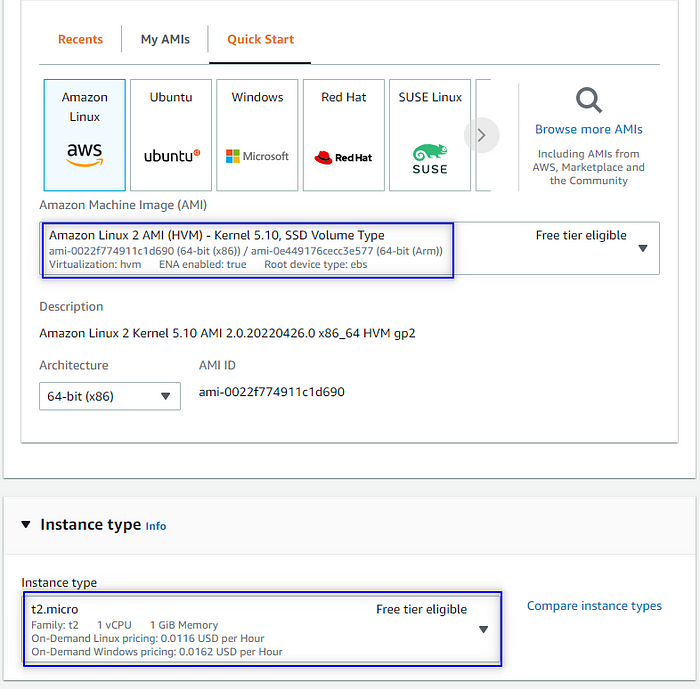 Recents My AMIs Quick Start
Amazon Linux Ubuntu Windows Red Hat SUSE Linux
aws ubuntu Microsoft Red Hat SUSE
Browse more AMIs
Including AMIs from
AWS, Marketplace and
the Community
Amazon Machine Image (AMI)
Amazon Linux 2 AMI (HVM) - Kernel 5.10, SSD Volume Type Free tier eligible
ami-0022f774911c1d690 (64-bit (x86)) / ami-0e449176cecc3e577 (64-bit (Arm))
Virtualization: hvm ENA enabled: true Root device type: ebs
Description
Amazon Linux 2 Kernel 5.10 AMI 2.0.20220426.0 x86_64 HVM gp2
Architecture AMI ID
64-bit (x86) ami-0022f774911c1d690
Instance type Info
Instance type
t2.micro Free tier eligible
Family: t2 1 vCPU 1 GiB Memory
On-Demand Linux pricing: 0.0116 USD per Hour
On-Demand Windows pricing: 0.0162 USD per Hour
Compare instance types